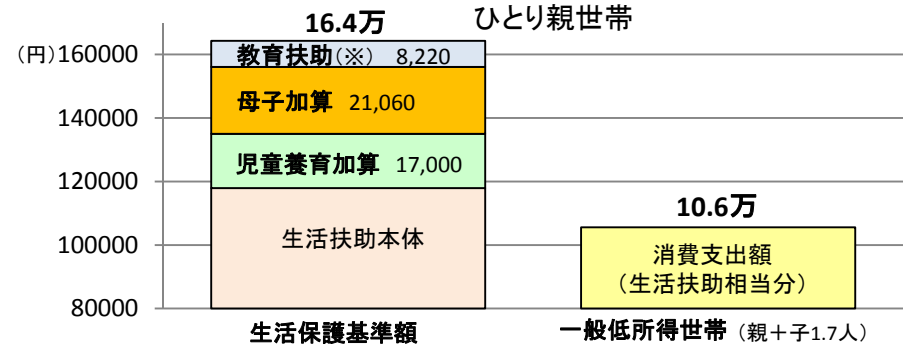 ひとり親世帯
16.4万
(円)
160000
140000
120000
100000
80000
教育扶助(※) 8,220
母子加算 21,060
児童養育加算 17,000
生活扶助本体
10.6万
消費支出額
(生活扶助相当分)
生活保護基準額
一般低所得世帯 (親＋子1.7人)